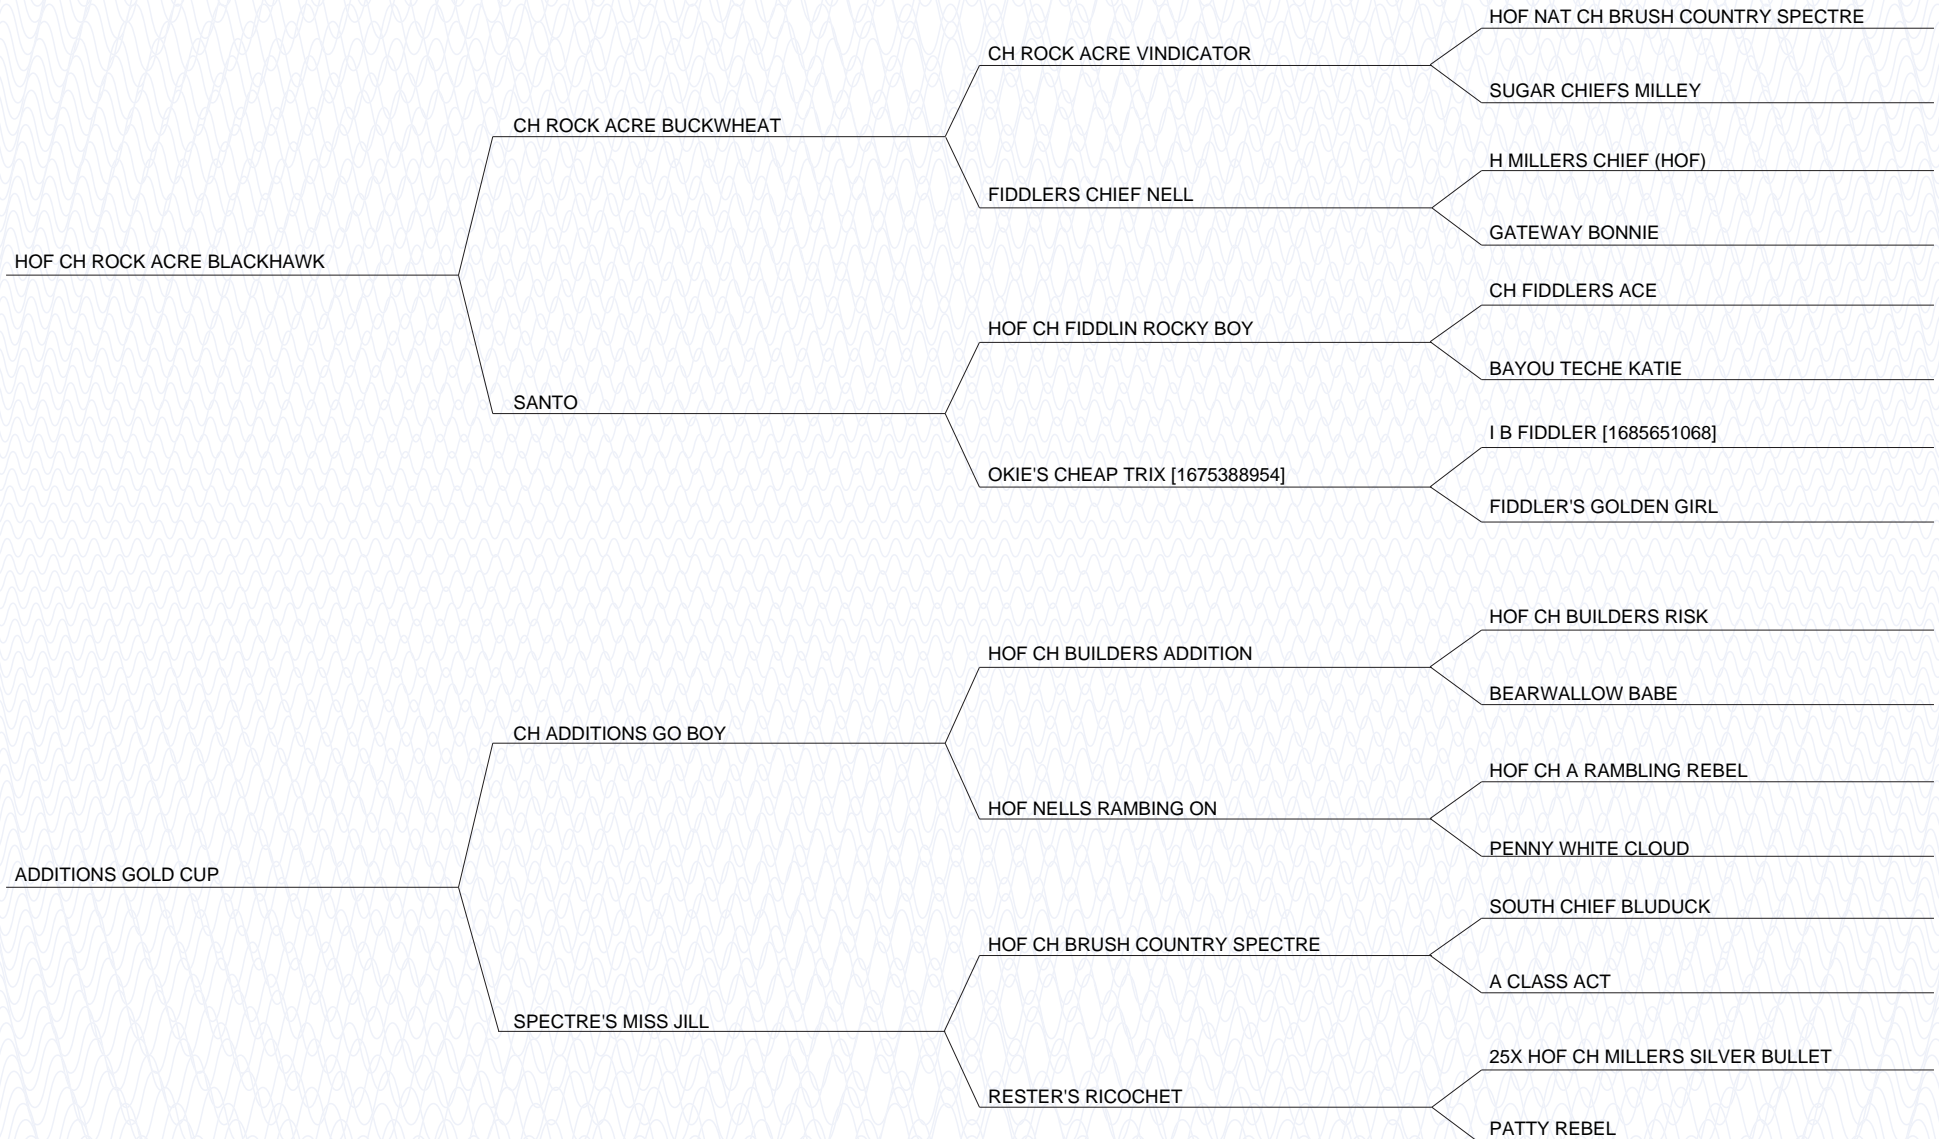 HOF NAT CH BRUSH COUNTRY SPECTRE
CH ROCK ACRE VINDICATOR
SUGAR CHIEFS MILLEY
CH ROCK ACRE BUCKWHEAT
H MILLERS CHIEF (HOF)
FIDDLERS CHIEF NELL
GATEWAY BONNIE
HOF CH ROCK ACRE BLACKHAWK
CH FIDDLERS ACE
HOF CH FIDDLIN ROCKY BOY
BAYOU TECHE KATIE
SANTO
I B FIDDLER [1685651068]
OKIE'S CHEAP TRIX [1675388954]
FIDDLER'S GOLDEN GIRL
HOF CH BUILDERS RISK
HOF CH BUILDERS ADDITION
BEARWALLOW BABE
CH ADDITIONS GO BOY
HOF CH A RAMBLING REBEL
HOF NELLS RAMBING ON
PENNY WHITE CLOUD
ADDITIONS GOLD CUP
SOUTH CHIEF BLUDUCK
HOF CH BRUSH COUNTRY SPECTRE
A CLASS ACT
SPECTRE'S MISS JILL
25X HOF CH MILLERS SILVER BULLET
RESTER'S RICOCHET
PATTY REBEL